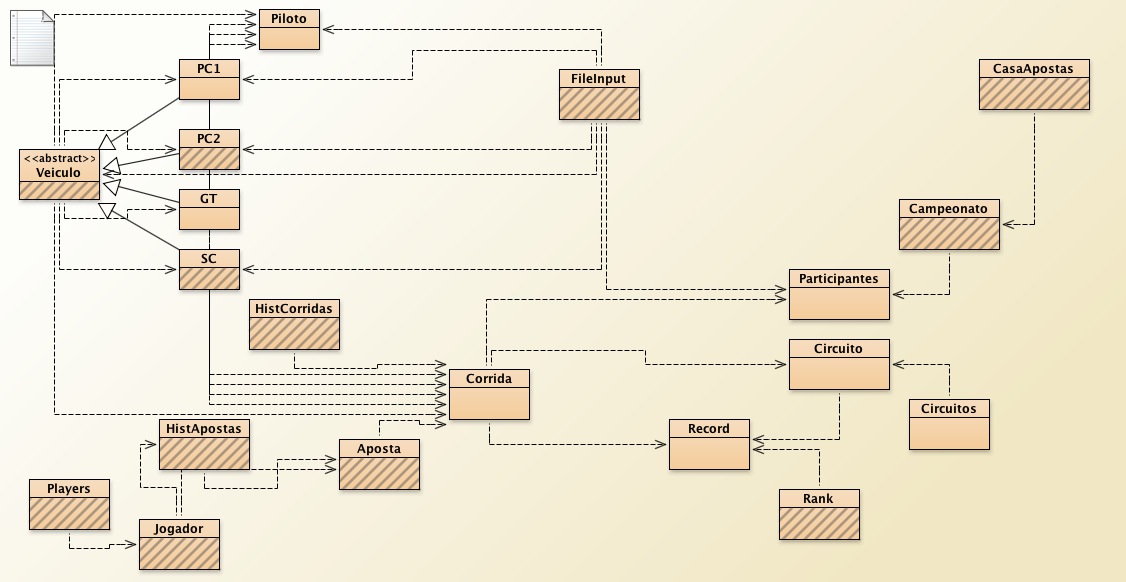 Piloto
PC1
FileInput
CasaApostas
PC2
<<abstract>>
Veiculo
GT
Campeonato
SC
Participantes
HistCorridas
Circuito
Corrida
Circuitos
HistApostas
Record
Aposta
Players
Rank
Jogador